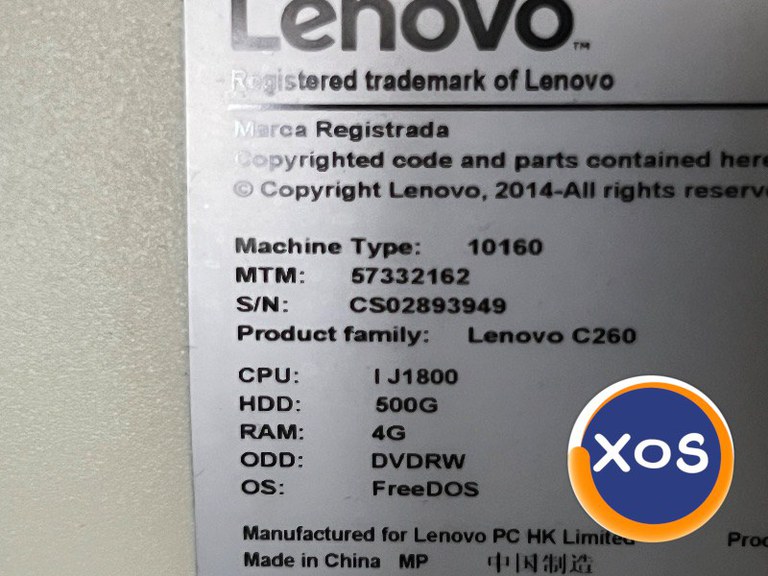 Lenovo™
Registered trademark of Lenovo
Marca Registrada
Copyrighted code and parts contained here
© Copyright Lenovo, 2014-All rights reserv
Machine Type: 10160
MTM: 57332162
S/N: CS02893949
Product family: Lenovo C260
CPU: I J1800
HDD: 500G
RAM: 4G
ODD: DVDRW
OS: FreeDOS
XOS
Manufactured for Lenovo PC HK Limited
Made in China MP 中国制造